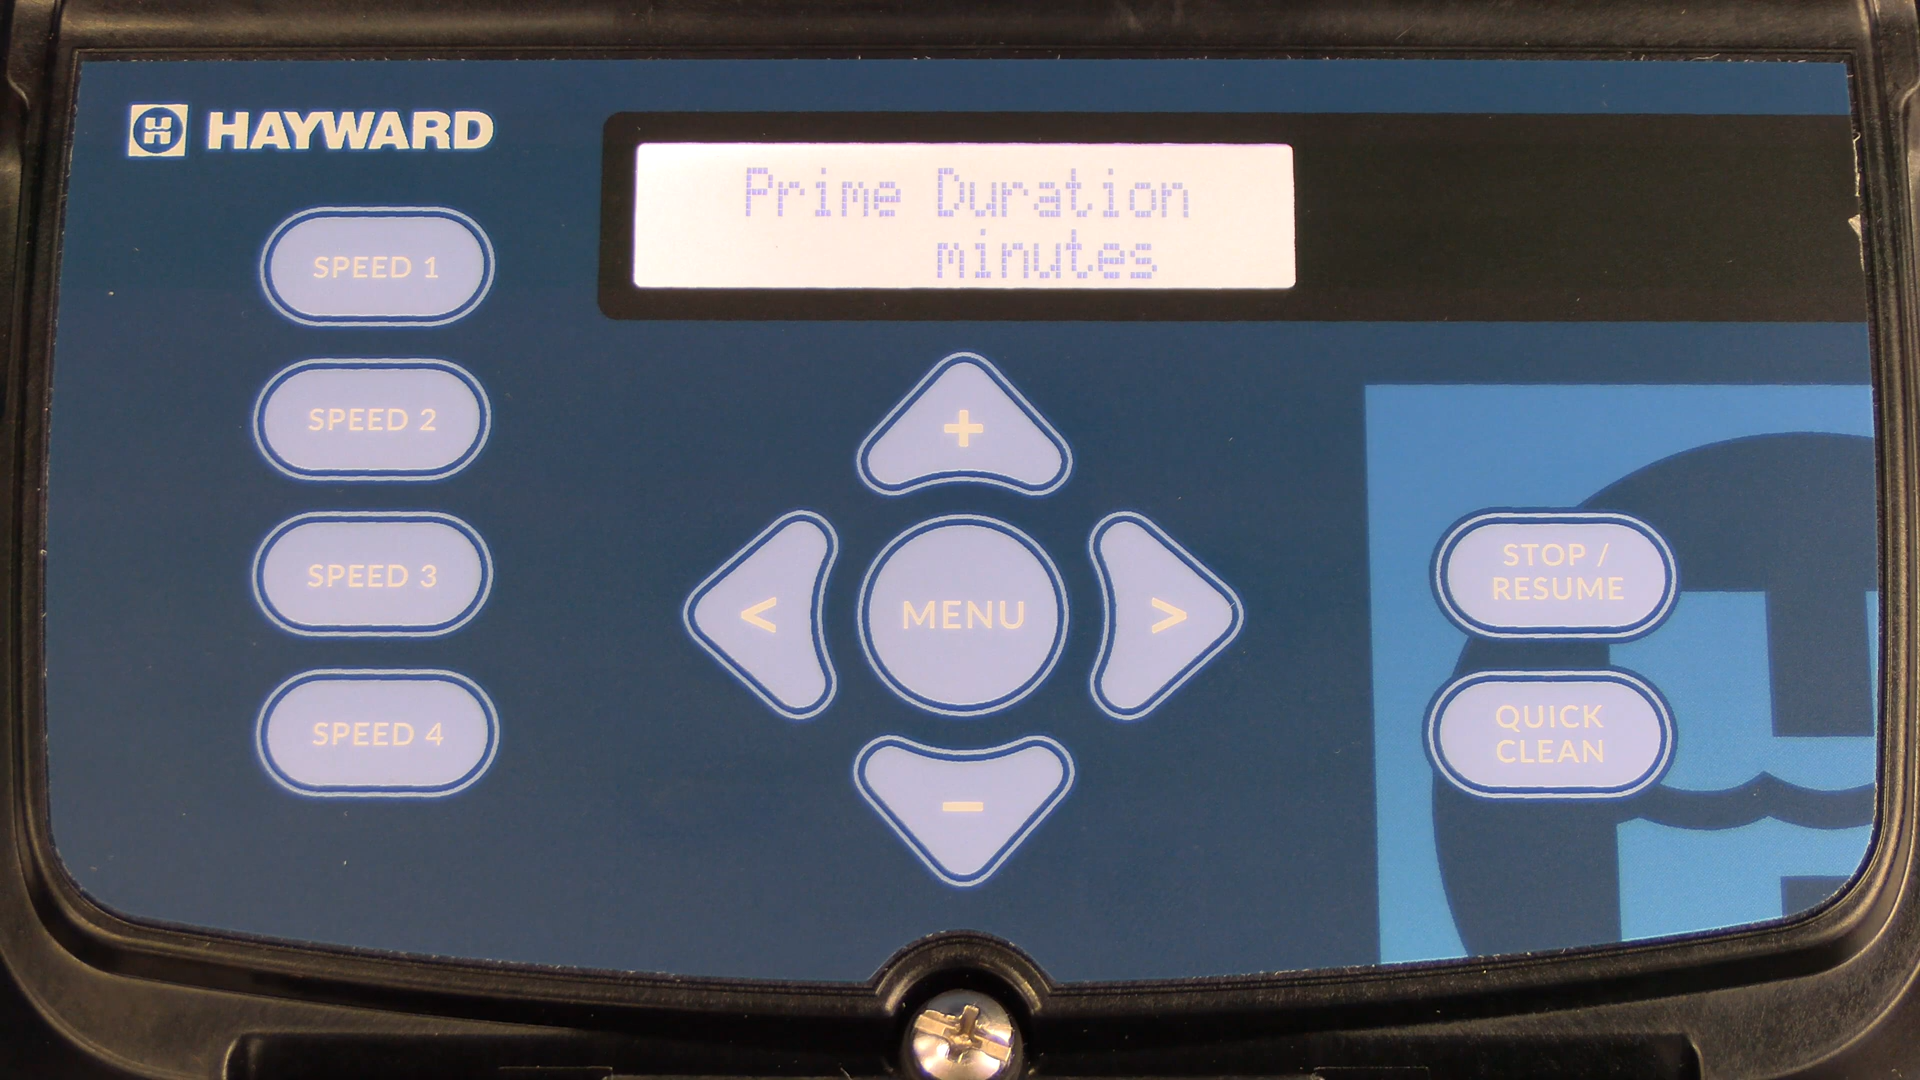 HAYWARD
Prime Duration
minutes
SPEED 1
SPEED 2
SPEED 3
SPEED 4
+
<
MENU
>
−
STOP /
RESUME
QUICK
CLEAN